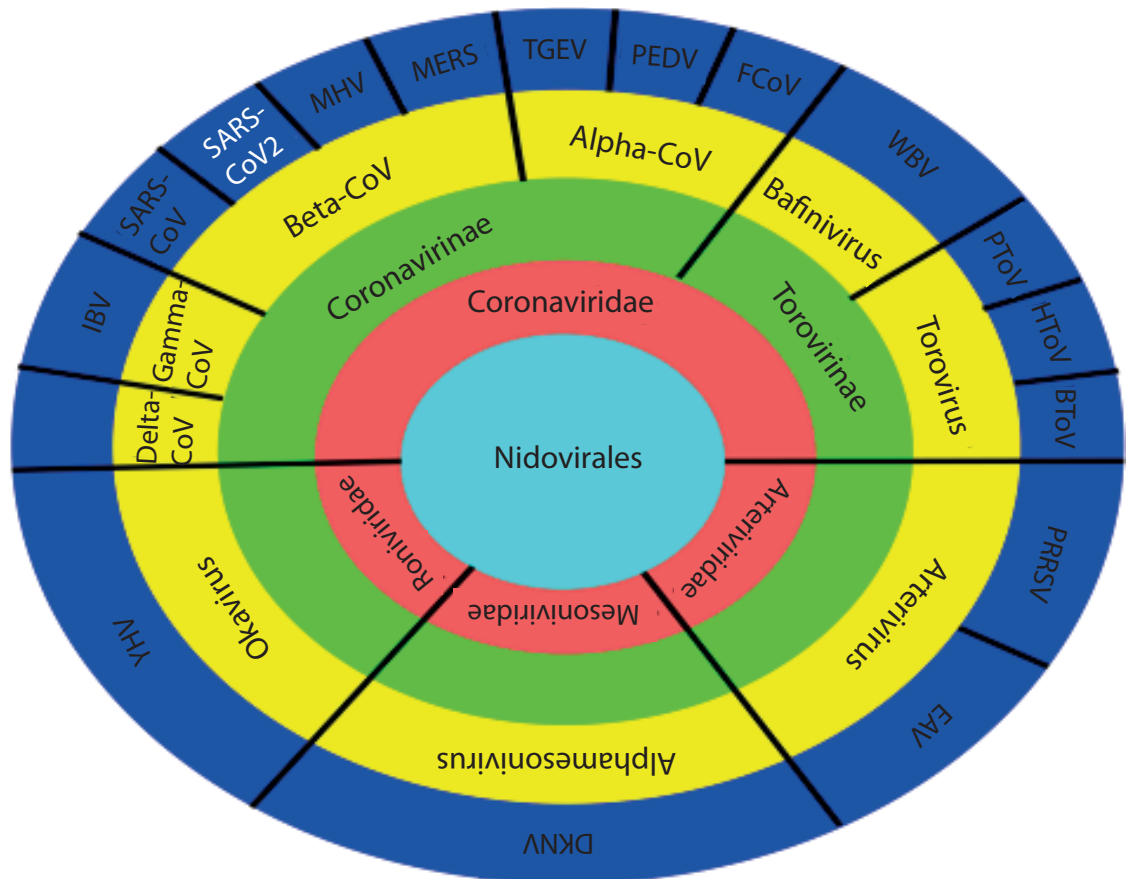 TGEV
PEDV
FCoV
MERS
MHV
SARS-
CoV2
SARS-
CoV
IBV
WBV
PToV
HToV
BToV
PRRSV
EAV
DKNV
YHV
Alpha-CoV
Beta-CoV
Gamma-
CoV
Delta-
CoV
Bafinivirus
Torovirus
Arterivirus
Alphamesonivirus
Okavirus
Coronavirinae
Torovirinae
Coronaviridae
Arteriviridae
Mesoniviridae
Roniviridae
Nidovirales